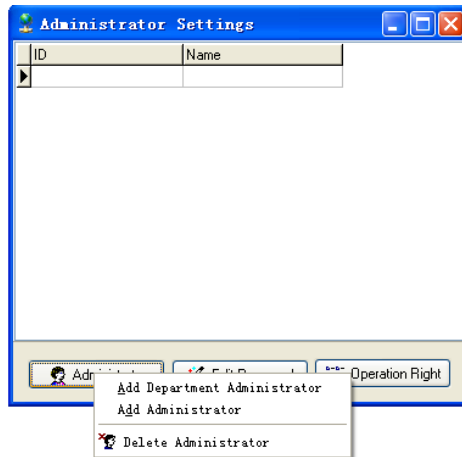 Administrator Settings
ID Name
Operation Right
Add Department Administrator
Add Administrator
Delete Administrator